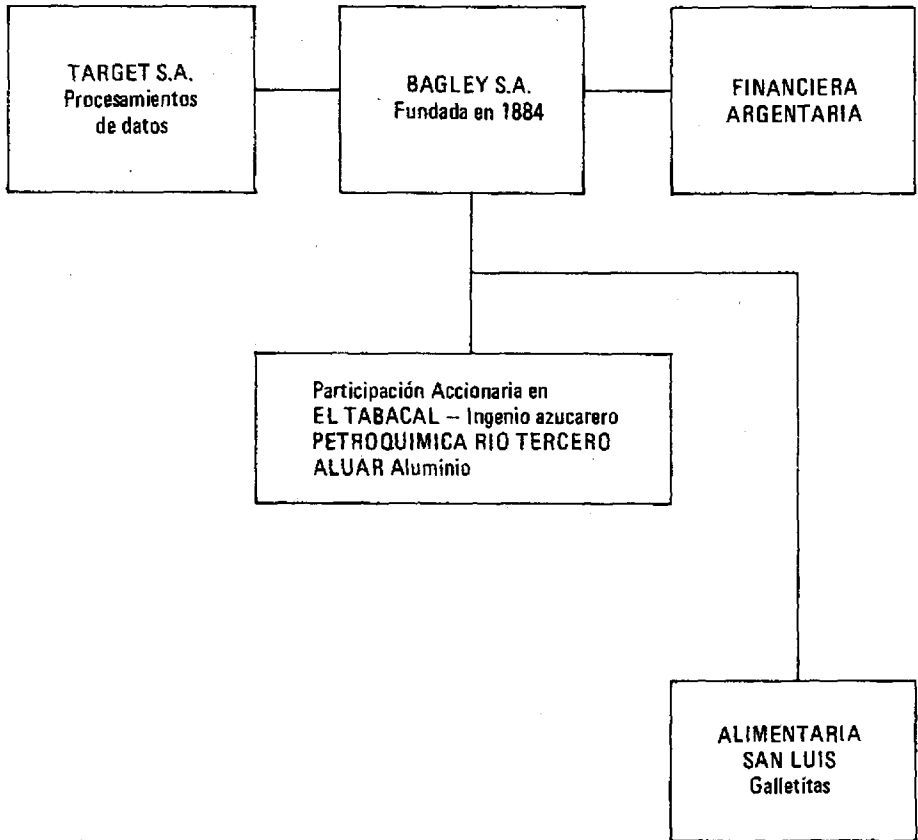 TARGET S.A.
Procesamientos
de datos
BAGLEY S.A.
Fundada en 1884
FINANCIERA
ARGENTARIA
Participación Accionaria en
EL TABACAL – Ingenio azucarero
PETROQUIMICA RIO TERCERO
ALUAR Aluminio
ALIMENTARIA
SAN LUIS
Galletitas